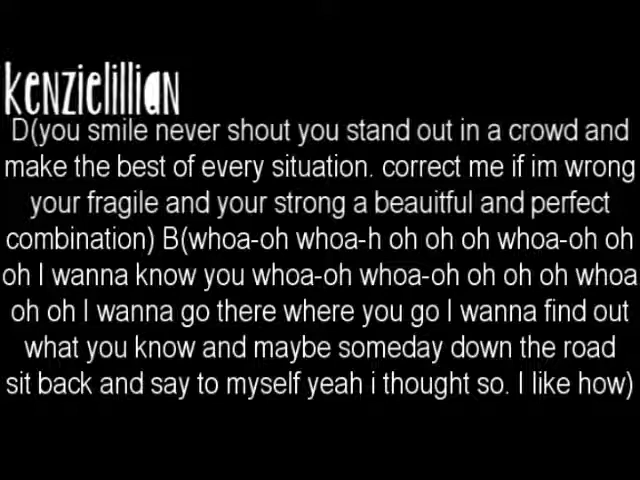 kenzielillian
D(you smile never shout you stand out in a crowd and
make the best of every situation. correct me if im wrong
your fragile and your strong a beauitful and perfect
combination) B(whoa-oh whoa-h oh oh oh whoa-oh oh
oh I wanna know you whoa-oh whoa-oh oh oh oh whoa
oh oh I wanna go there where you go I wanna find out
what you know and maybe someday down the road
sit back and say to myself yeah i thought so. I like how)